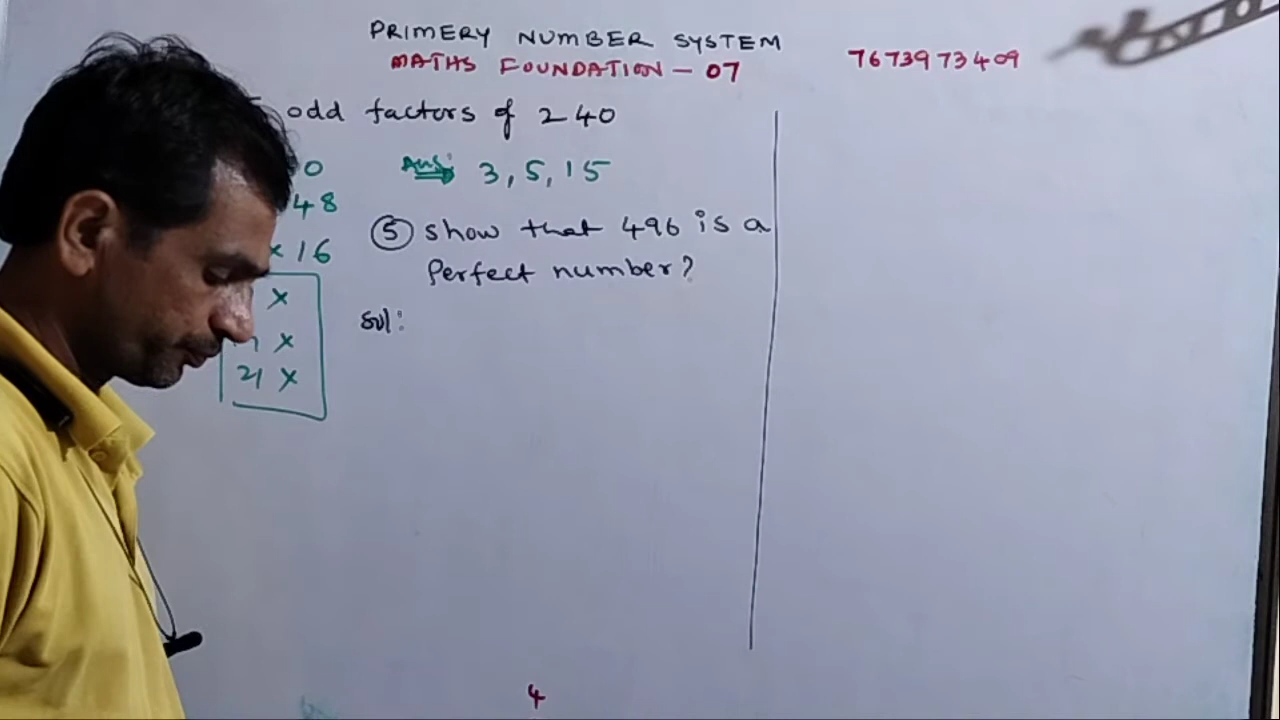 PRIMERY NUMBER SYSTEM
MATHS FOUNDATION - 07
7673973409
odd factors of 240
0
48
× 16
×
×
21 ×
Ans: 3, 5, 15
⑤ show that 496 is a
Perfect number?
Sol:
4